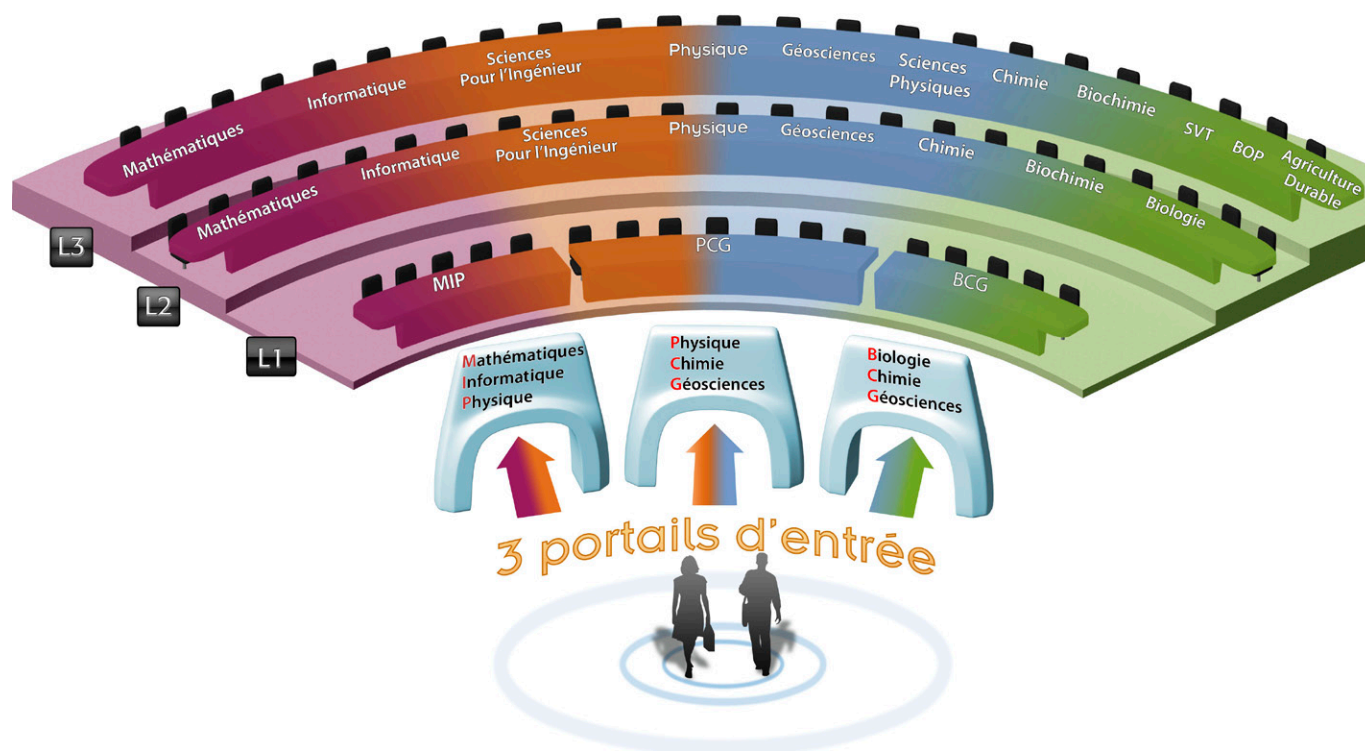 Mathématiques
Informatique
Sciences
Pour l'Ingénieur
Physique
Géosciences
Sciences
Physiques
Chimie
Biochimie
SVT
BOP
Agriculture
Durable
L3
Mathématiques
Informatique
Sciences
Pour l'Ingénieur
Physique
Géosciences
Chimie
Biochimie
Biologie
L2
MIP
PCG
BCG
L1
Mathématiques
Informatique
Physique
Physique
Chimie
Géosciences
Biologie
Chimie
Géosciences
3 portails d'entrée